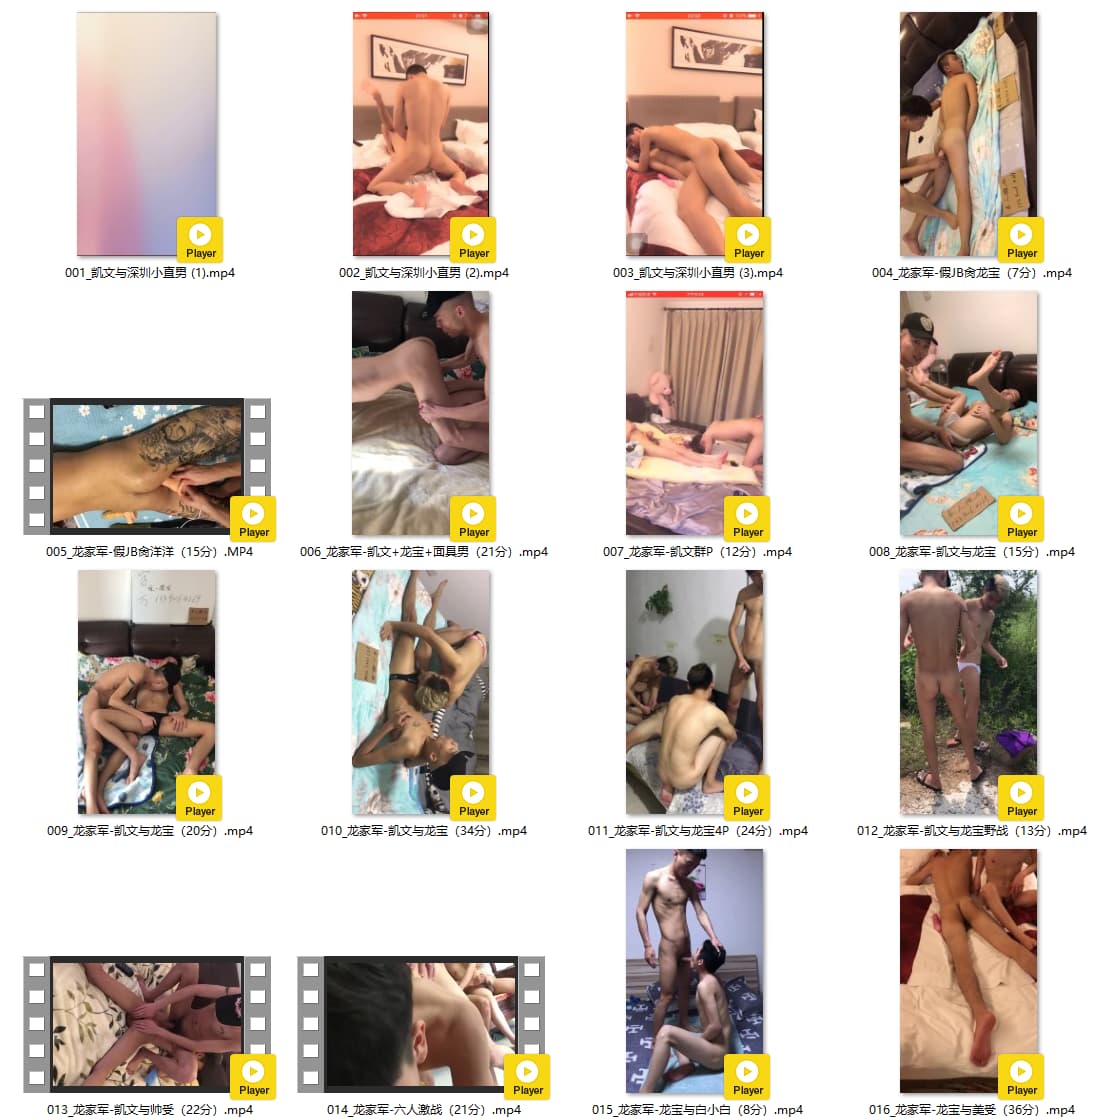 Player
001_凯文与深圳小直男 (1).mp4
Player
002_凯文与深圳小直男 (2).mp4
Player
003_凯文与深圳小直男 (3).mp4
Player
004_龙家军-假JB肏龙宝（7分）.mp4
Player
005_龙家军-假JB肏洋洋（15分）.MP4
Player
006_龙家军-凯文+龙宝+面具男（21分）.mp4
Player
007_龙家军-凯文群P（12分）.mp4
Player
008_龙家军-凯文与龙宝（15分）.mp4
Player
009_龙家军-凯文与龙宝（20分）.mp4
Player
010_龙家军-凯文与龙宝（34分）.mp4
Player
011_龙家军-凯文与龙宝4P（24分）.mp4
Player
012_龙家军-凯文与龙宝野战（13分）.mp4
Player
013_龙家军-凯文与帅受（22分）.mp4
Player
014_龙家军-六人激战（21分）.mp4
Player
015_龙家军-龙宝与白小白（8分）.mp4
Player
016_龙家军-龙宝与美受（36分）.mp4